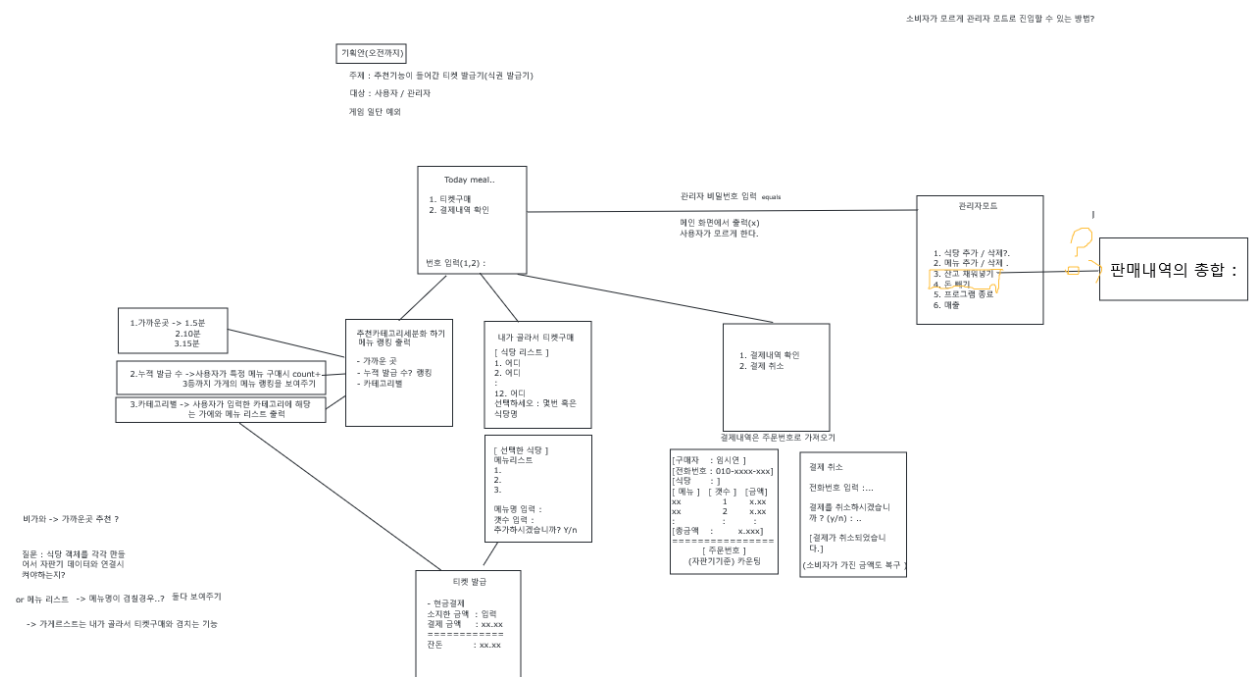 소비자가 모르게 관리자 모드로 진입할 수 있는 방법?
기획안(오전까지)
주제 : 추천기능이 들어간 티켓 발급기(식권 발급기)
대상 : 사용자 / 관리자
게임 일단 예외
Today meal..
1. 티켓구매
2. 결제내역 확인
번호 입력(1,2) :
관리자 비밀번호 입력 equals
메인 화면에서 출력(x)
사용자가 모르게 한다.
관리자모드
1. 식당 추가 / 삭제?.
2. 메뉴 추가 / 삭제 .
3. 잔고 채워넣기
4. 돈 빼기
5. 프로그램 종료
6. 매출
?
판매내역의 총합 :
1.가까운곳 -> 1.5분
2.10분
3.15분
2.누적 발급 수 ->사용자가 특정 메뉴 구매시 count+
3등까지 가게의 메뉴 랭킹을 보여주기
3.카테고리별 -> 사용자가 입력한 카테고리에 해당
는 가에와 메뉴 리스트 출력
추천카테고리세분화 하기
메뉴 랭킹 출력
- 가까운 곳
- 누적 발급 수? 랭킹
- 카테고리별
내가 골라서 티켓구매
[ 식당 리스트 ]
1. 어디
2. 어디
:
12. 어디
선택하세오 : 몇번 혹은
식당명
[ 선택한 식당 ]
메뉴리스트
1.
2.
3.
메뉴명 입력 :
갯수 입력 :
추가하시겠습니까? Y/n
1. 결제내역 확인
2. 결제 취소
결제내역은 주문번호로 가져오기
[구매자 : 임시연 ]
[전화번호 : 010-xxxx-xxx]
[식당 : ]
[ 메뉴 ] [ 갯수 ] [금액]
xx 1 x.xx
xx 2 x.xx
: : :
[총금액 : x.xxx]
================
[ 주문번호 ]
(자판기기준) 카운팅
결제 취소
전화번호 입력 :...
결제를 취소하시겠습니
까 ? (y/n) : ..
[결제가 취소되었습니
다.]
(소비자가 가진 금액도 복구 )
비가와 -> 가까운곳 추천 ?
질문 : 식당 객체를 각각 만들
어서 자판기 데이터와 연결시
켜야하는지?
or 메뉴 리스트 -> 메뉴명이 겹칠경우..? 둘다 보여주기
-> 가게르스트는 내가 골라서 티켓구매와 겹치는 기능
티켓 발급
- 현금결제
소지한 금액 : 입력
결제 금액 : xx.xx
============
잔돈 : xx.xx